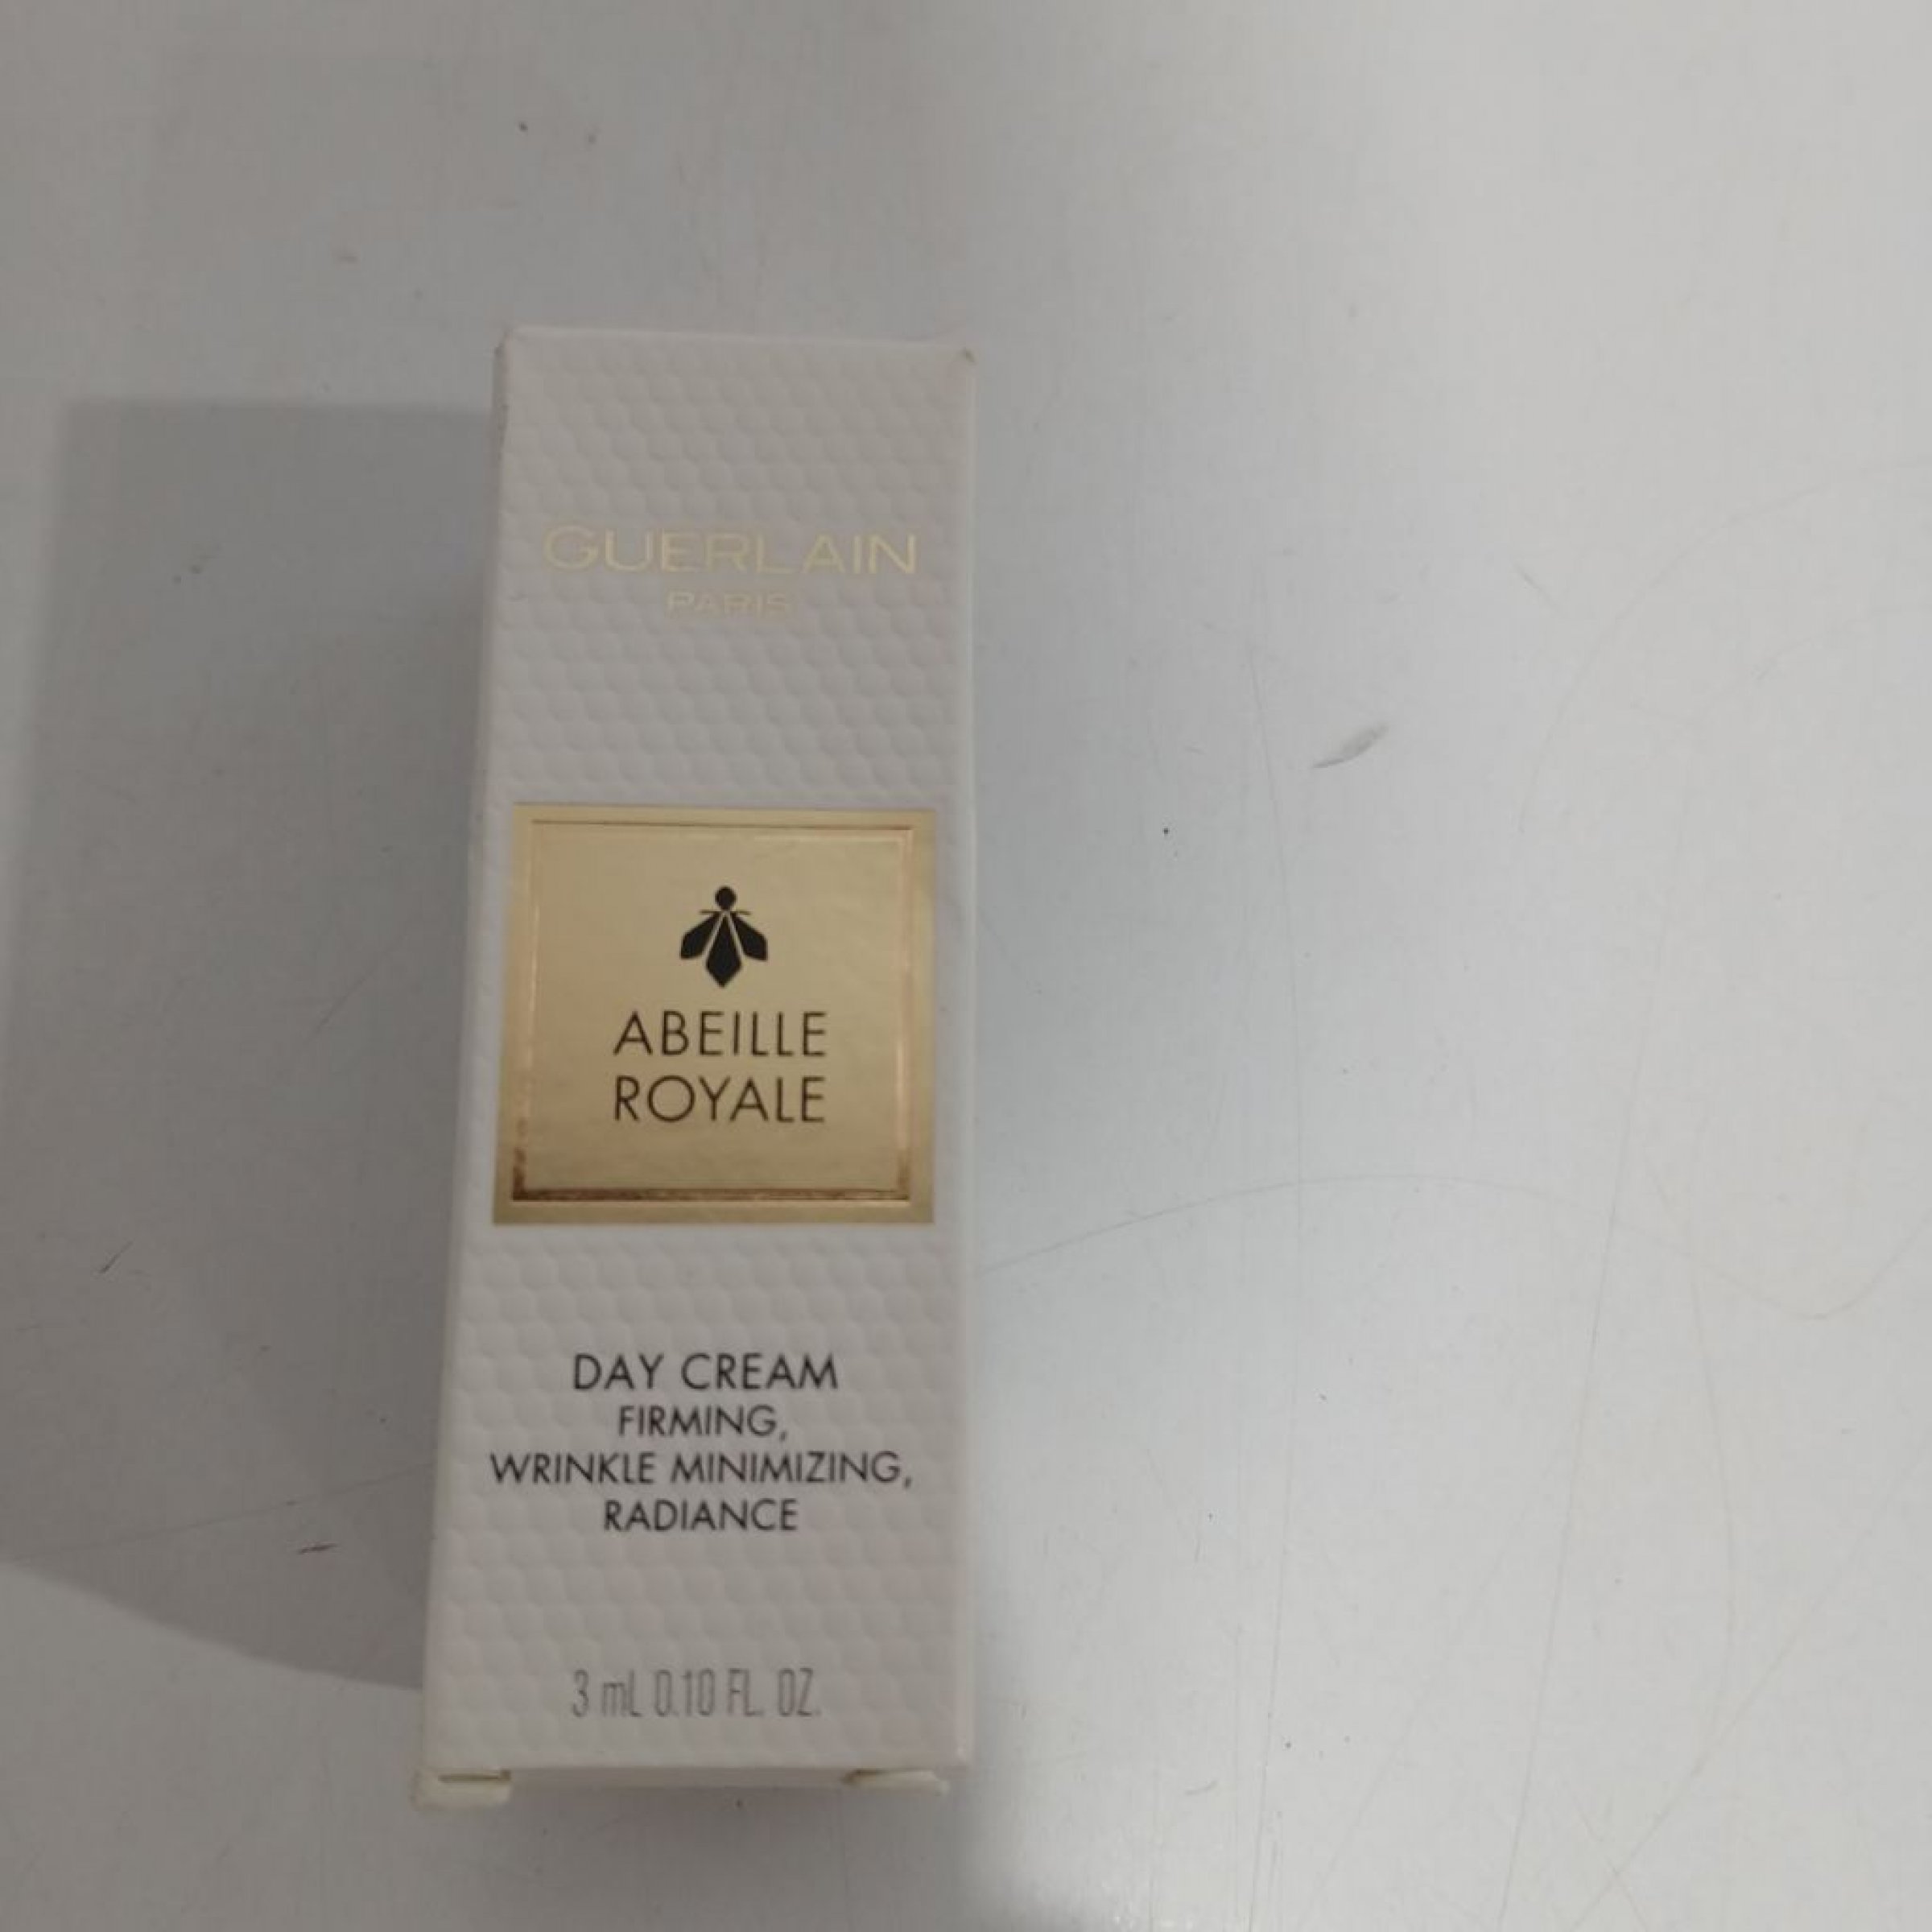 GUERLAIN
PARIS
ABEILLE
ROYALE
DAY CREAM
FIRMING,
WRINKLE MINIMIZING,
RADIANCE
3 mL 0.10 FL. OZ.